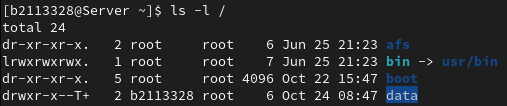 [b2113328@Server ~]$ ls -l /
total 24
dr-xr-xr-x.   2 root     root    6 Jun 25 21:23 afs
lrwxrwxrwx.   1 root     root    7 Jun 25 21:23 bin -> usr/bin
dr-xr-xr-x.   5 root     root 4096 Oct 22 15:47 boot
drwxr-x--T+   2 b2113328 root    6 Oct 24 08:47 data